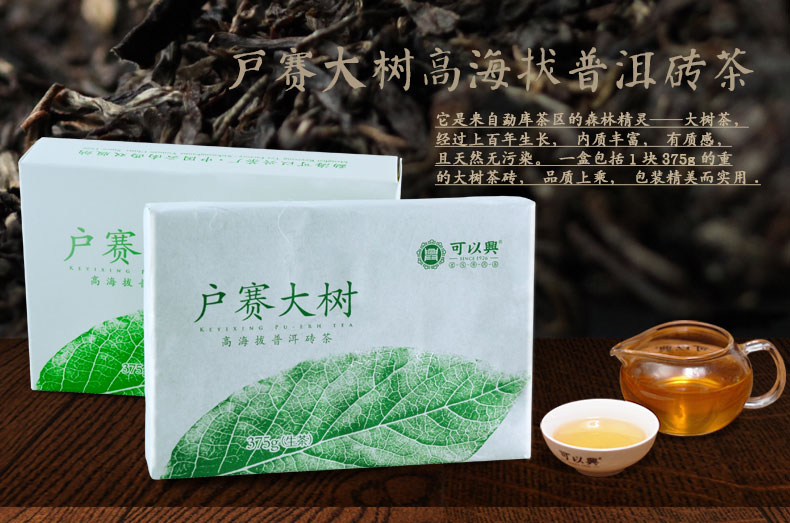 户赛大树高海拔普洱砖茶
它是来自勐库茶区的森林精灵——大树茶，
经过上百年生长， 内质丰富， 有质感，
且天然无污染。 一盒包括1块375g的重
的大树茶砖， 品质上乘， 包装精美而实用。
户赛
高海拔普
375g
可以興®
SINCE 1926
户赛大树
KEYIXING PU-ERH TEA
高海拔普洱砖茶
375g(生茶)
可以興